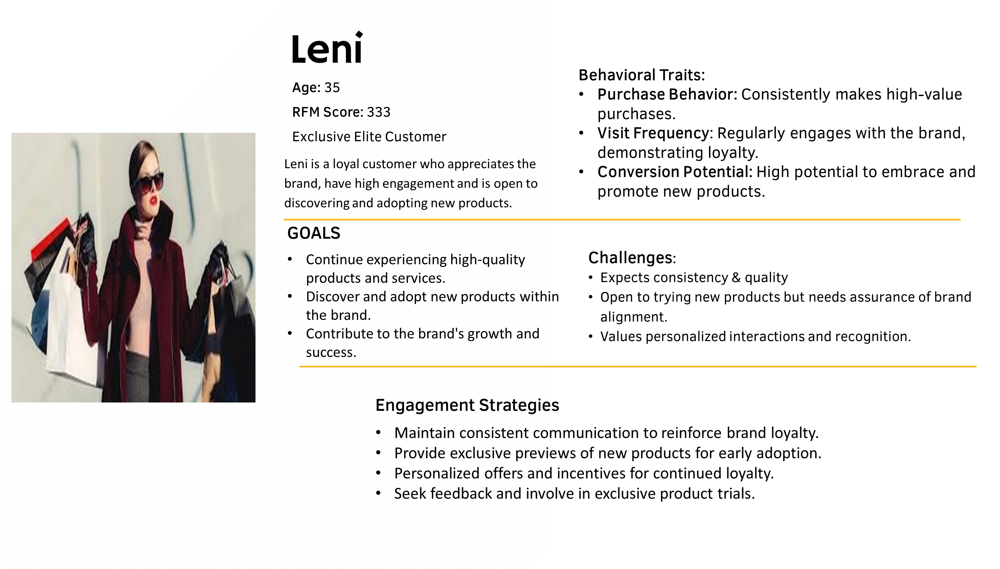 Leni
Age: 35
RFM Score: 333
Exclusive Elite Customer
Leni is a loyal customer who appreciates the
brand, have high engagement and is open to
discovering and adopting new products.
Behavioral Traits:
• Purchase Behavior: Consistently makes high-value
purchases.
• Visit Frequency: Regularly engages with the brand,
demonstrating loyalty.
• Conversion Potential: High potential to embrace and
promote new products.
GOALS
• Continue experiencing high-quality
products and services.
• Discover and adopt new products within
the brand.
• Contribute to the brand's growth and
success.
Challenges:
• Expects consistency & quality
• Open to trying new products but needs assurance of brand
alignment.
• Values personalized interactions and recognition.
Engagement Strategies
• Maintain consistent communication to reinforce brand loyalty.
• Provide exclusive previews of new products for early adoption.
• Personalized offers and incentives for continued loyalty.
• Seek feedback and involve in exclusive product trials.